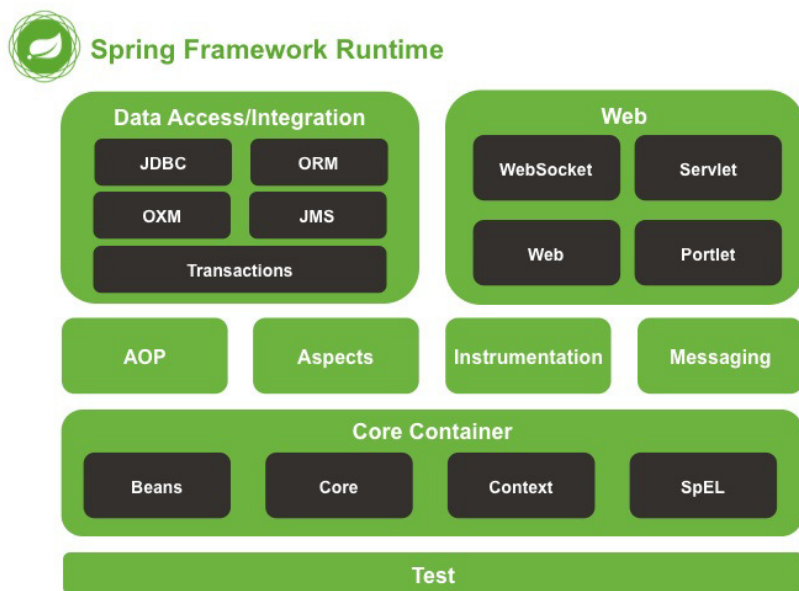 Spring Framework Runtime
Data Access/Integration
JDBC
ORM
OXM
JMS
Transactions
Web
WebSocket
Servlet
Web
Portlet
AOP
Aspects
Instrumentation
Messaging
Core Container
Beans
Core
Context
SpEL
Test